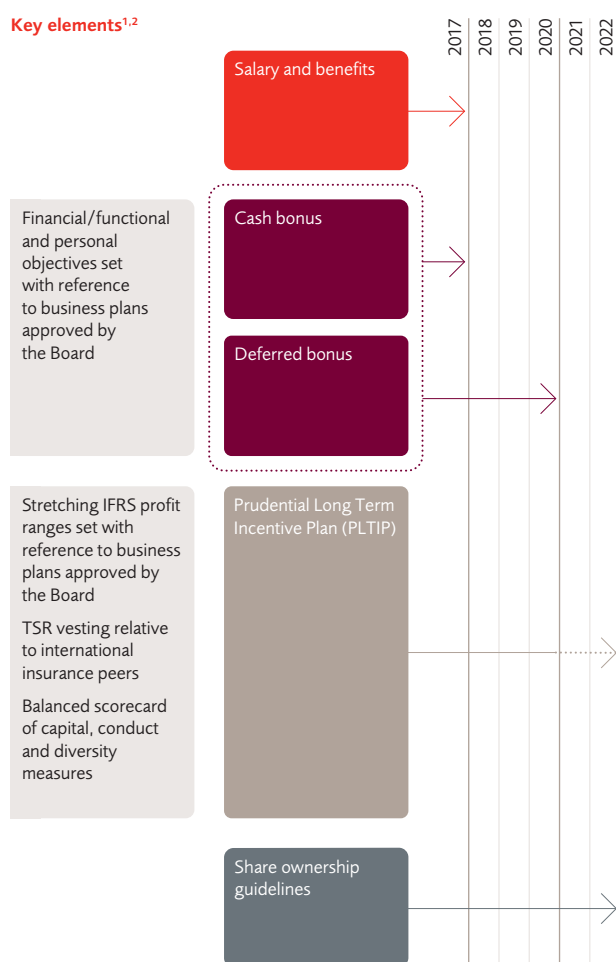 Key elements1,2
2017
2018
2019
2020
2021
2022
Salary and benefits
Financial/functional
and personal
objectives set
with reference
to business plans
approved by
the Board
Cash bonus
Deferred bonus
Stretching IFRS profit
ranges set with
reference to business
plans approved by
the Board
TSR vesting relative
to international
insurance peers
Balanced scorecard
of capital, conduct
and diversity
measures
Prudential Long Term
Incentive Plan (PLTIP)
Share ownership
guidelines